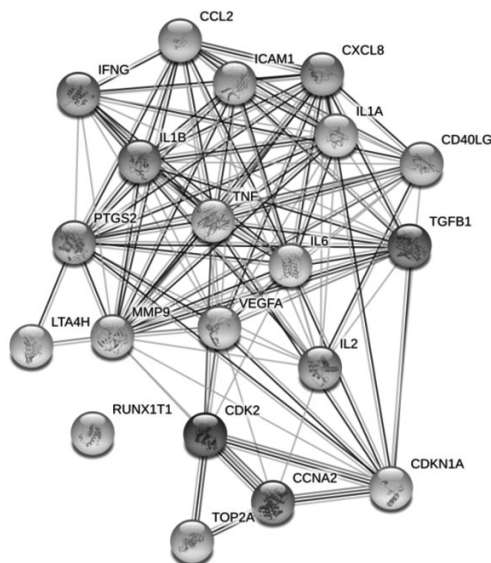 CCL2
IFNG
ICAM1
CXCL8
IL1B
IL1A
CD40LG
PTGS2
TNF
TGFB1
IL6
LTA4H
MMP9
VEGFA
IL2
RUNX1T1
CDK2
CCNA2
CDKN1A
TOP2A